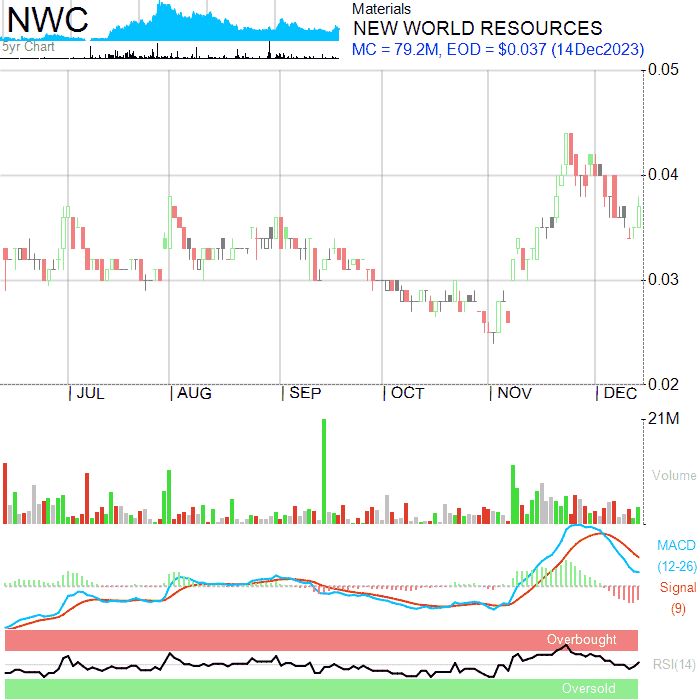 NWC
5yr Chart
Materials
NEW WORLD RESOURCES
MC = 79.2M, EOD = $0.037 (14Dec2023)
0.05
0.04
0.03
0.02
JUL
AUG
SEP
OCT
NOV
DEC
21M
Volume
MACD
(12-26)
Signal
(9)
Overbought
RSI(14)
Oversold